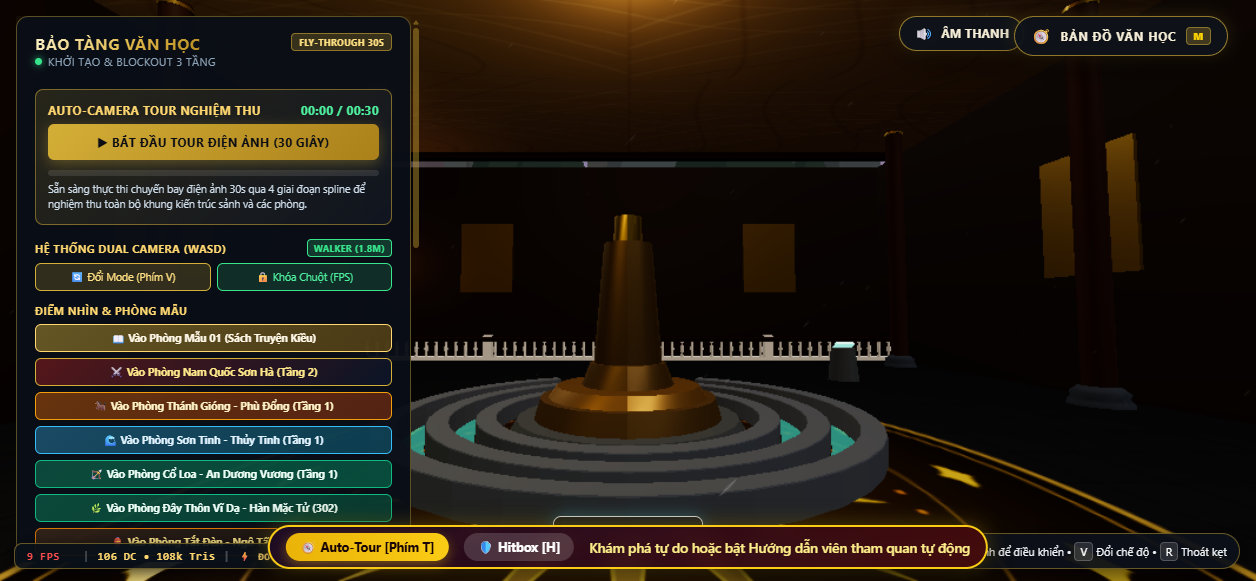 BẢO TÀNG VĂN HỌC
FLY-THROUGH 30S
KHỞI TẠO & BLOCKOUT 3 TẦNG
AUTO-CAMERA TOUR NGHIỆM THU
00:00 / 00:30
▶ BẮT ĐẦU TOUR ĐIỆN ẢNH (30 GIÂY)
Sẵn sàng thực thi chuyến bay điện ảnh 30s qua 4 giai đoạn spline để
nghiệm thu toàn bộ khung kiến trúc sảnh và các phòng.
HỆ THỐNG DUAL CAMERA (WASD)
WALKER (1.8M)
Đổi Mode (Phím V)
Khóa Chuột (FPS)
ĐIỂM NHÌN & PHÒNG MẪU
Vào Phòng Mẫu 01 (Sách Truyện Kiều)
Vào Phòng Nam Quốc Sơn Hà (Tầng 2)
Vào Phòng Thánh Gióng - Phù Đổng (Tầng 1)
Vào Phòng Sơn Tinh - Thủy Tinh (Tầng 1)
Vào Phòng Cổ Loa - An Dương Vương (Tầng 1)
Vào Phòng Đây Thôn Vĩ Dạ - Hàn Mặc Tử (302)
Vào Phòng Tắt Đèn - Ngô
ÂM THANH
BẢN ĐỒ VĂN HỌC M
9 FPS | 106 DC • 108k Tris |
Auto-Tour [Phím T]
Hitbox [H]
Khám phá tự do hoặc bật Hướng dẫn viên tham quan tự động
để điều khiển • V Đổi chế độ • R Thoát kẹt